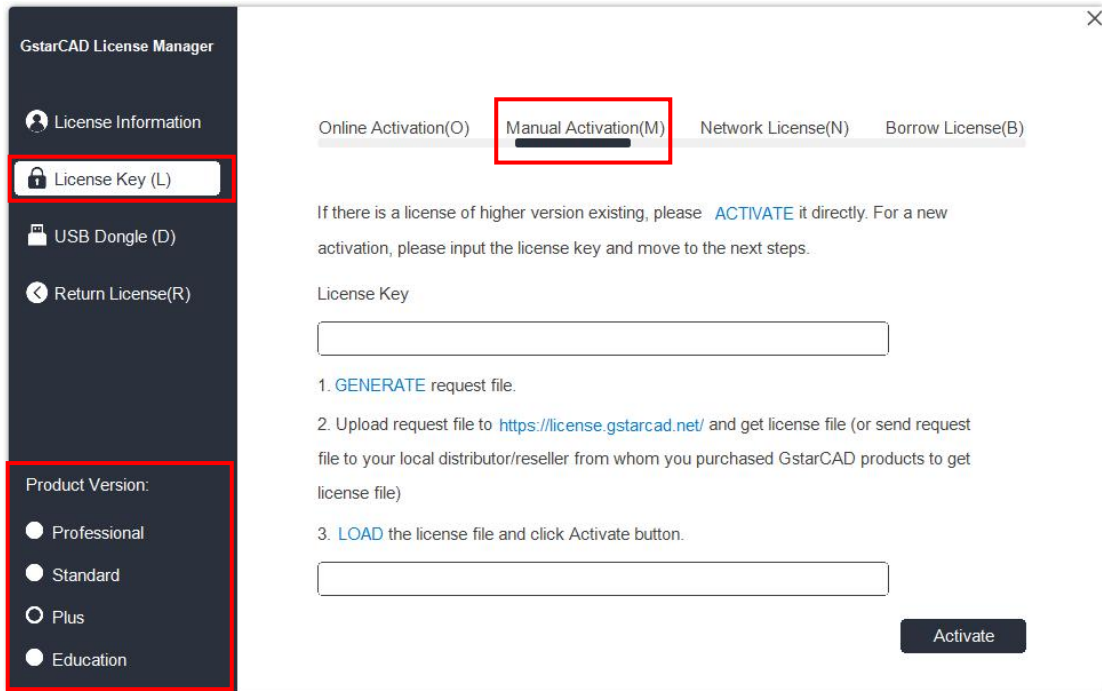 GstarCAD License Manager
License Information
License Key (L)
USB Dongle (D)
Return License(R)
Product Version:
Professional
Standard
Plus
Education
Online Activation(O) Manual Activation(M) Network License(N) Borrow License(B)
If there is a license of higher version existing, please ACTIVATE it directly. For a new
activation, please input the license key and move to the next steps.
License Key
1. GENERATE request file.
2. Upload request file to https://license.gstarcad.net/ and get license file (or send request
file to your local distributor/reseller from whom you purchased GstarCAD products to get
license file)
3. LOAD the license file and click Activate button.
Activate